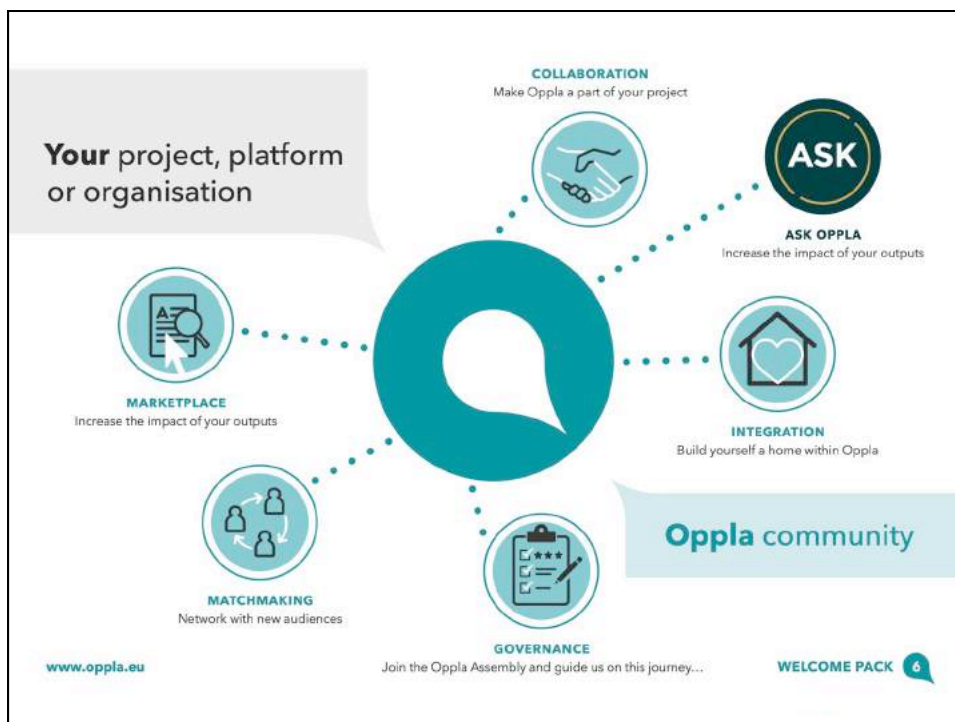 COLLABORATION
Make Oppla a part of your project
Your project, platform
or organisation
ASK
ASK OPPLA
Increase the impact of your outputs
A
MARKETPLACE
Increase the impact of your outputs
INTEGRATION
Build yourself a home within Oppla
Oppla community
MATCHMAKING
Network with new audiences
GOVERNANCE
Join the Oppla Assembly and guide us on this journey...
www.oppla.eu
WELCOME PACK 6